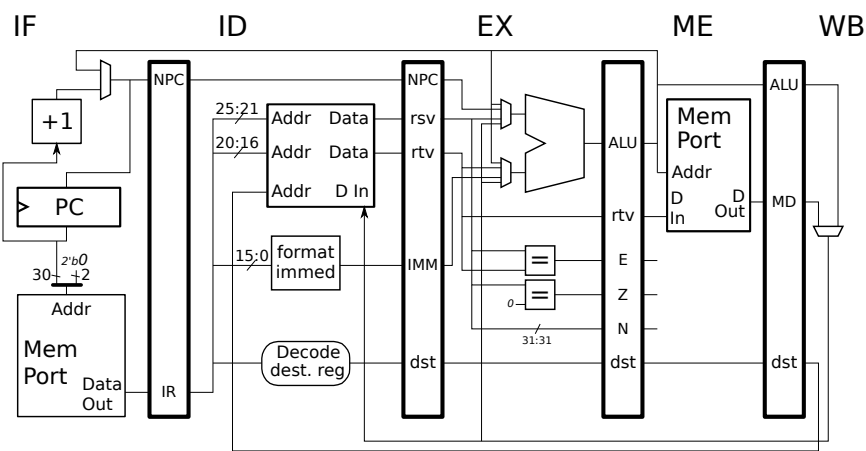 IF ID EX ME WB
NPC NPC ALU
25:21 Addr Data rsv
+1
20:16 Addr Data rtv
Mem
Port
ALU
Addr
Addr D In
PC
D
In
D
Out
MD
rtv
2'b0
30 2
15:0 format
immed
IMM
= E
0 = Z
Addr
31:31 N
Mem
Port
Data
Out
IR
Decode
dest. reg
dst dst dst